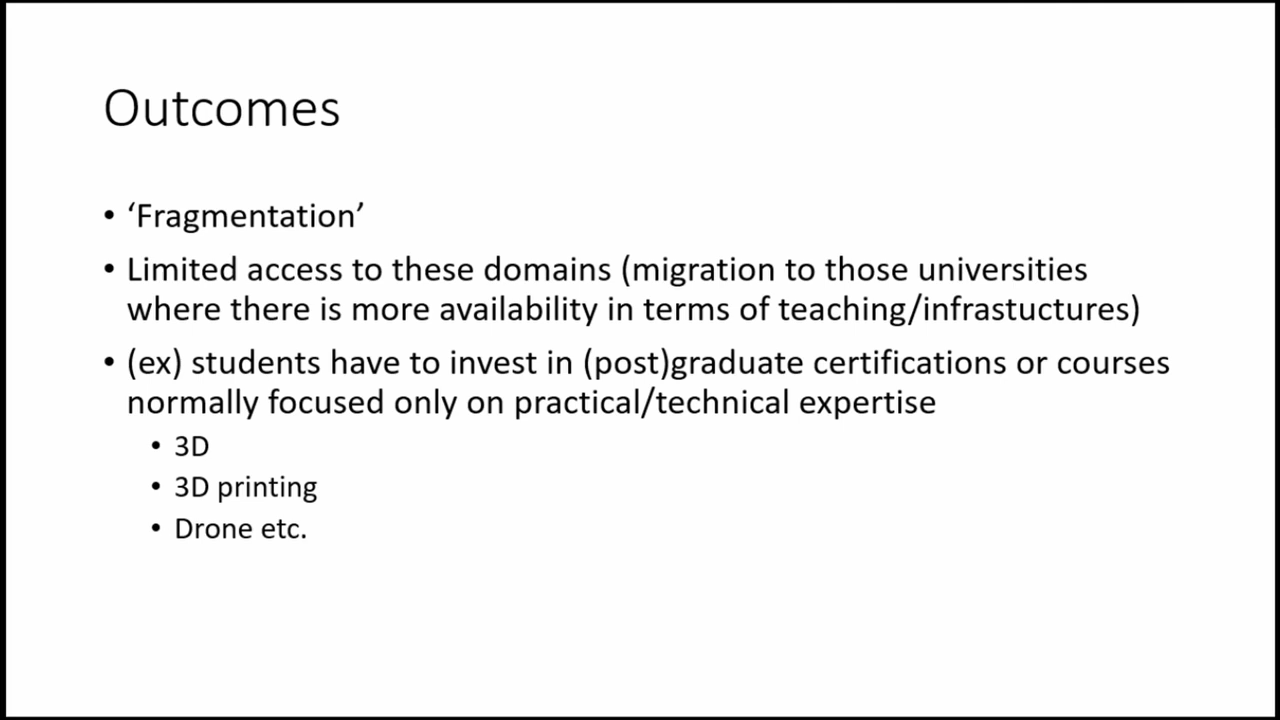 Outcomes
• ‘Fragmentation’
• Limited access to these domains (migration to those universities
where there is more availability in terms of teaching/infrastuctures)
• (ex) students have to invest in (post)graduate certifications or courses
normally focused only on practical/technical expertise
• 3D
• 3D printing
• Drone etc.